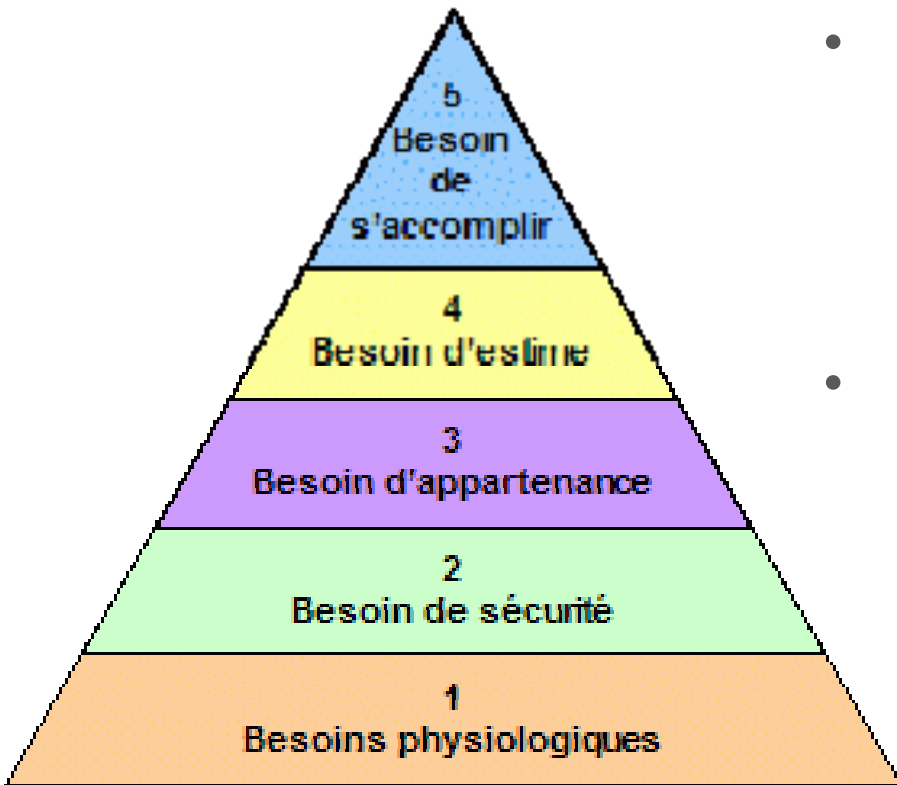 5
Besoin
de
s'accomplir
4
Besoin d'estime
3
Besoin d'appartenance
2
Besoin de sécurité
1
Besoins physiologiques